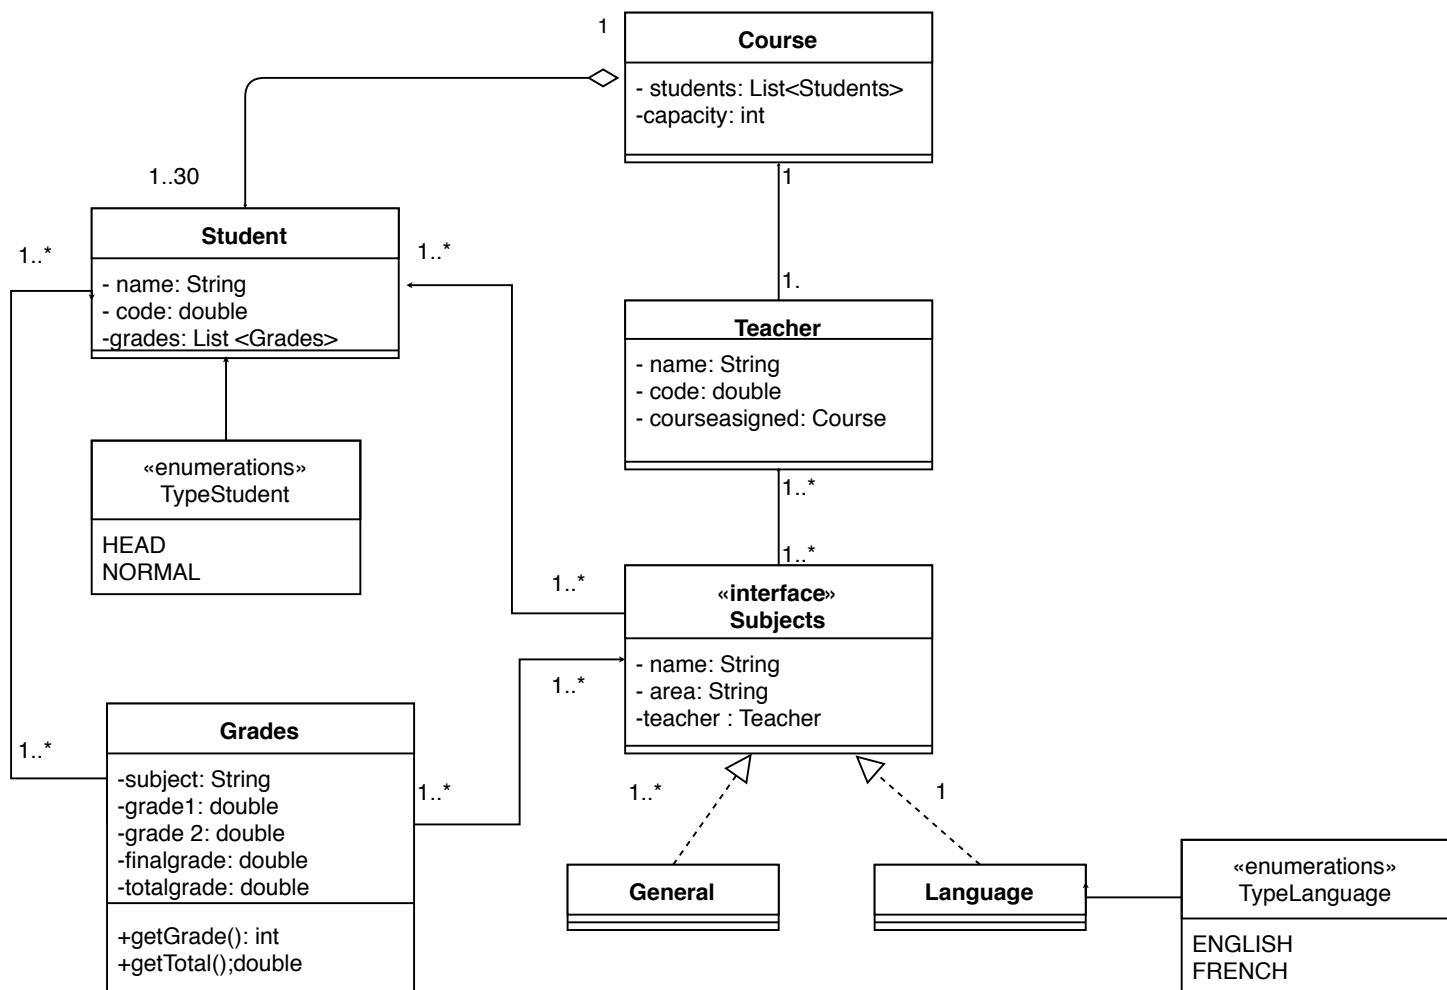 1
Course
- students: List<Students>
-capacity: int
1..30
1
Student
1..*
1..*
- name: String
- code: double
-grades: List <Grades>
1.
Teacher
- name: String
- code: double
- courseasigned: Course
«enumerations»
TypeStudent
HEAD
NORMAL
1..*
1..*
1..*
«interface»
Subjects
- name: String
- area: String
-teacher : Teacher
1..*
Grades
1..*
-subject: String
-grade1: double
-grade 2: double
-finalgrade: double
-totalgrade: double
+getGrade(): int
+getTotal();double
1..*
1..*
1
General
Language
«enumerations»
TypeLanguage
ENGLISH
FRENCH